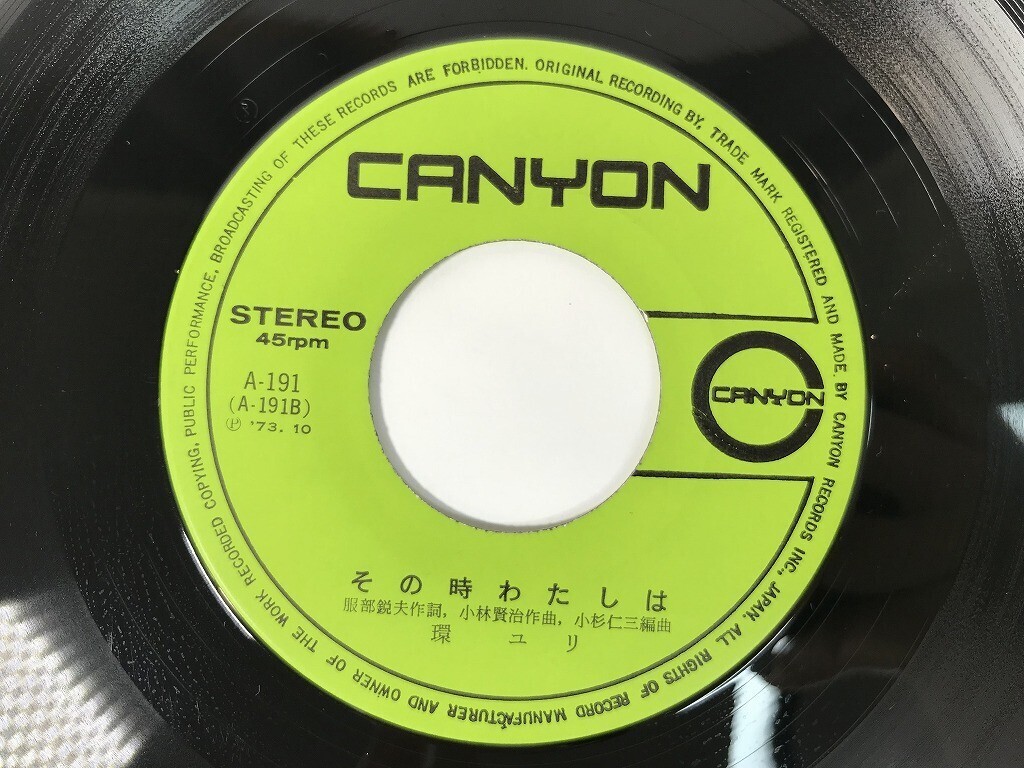 CANYON
STEREO
45rpm
A-191
(A-191B)
Ⓟ '73.10
CANYON
その時わたしは
服部鋭夫作詞, 小林賢治作曲, 小杉仁三編曲
環ユリ
ORIGINAL RECORDING BY, TRADE MARK REGISTERED AND MADE, BY CANYON RECORDS INC., JAPAN. ALL RIGHTS OF RECORD MANUFACTURER AND OWNER OF THE WORK RECORDED COPYING, PUBLIC PERFORMANCE, BROADCASTING OF THESE RECORDS ARE FORBIDDEN.